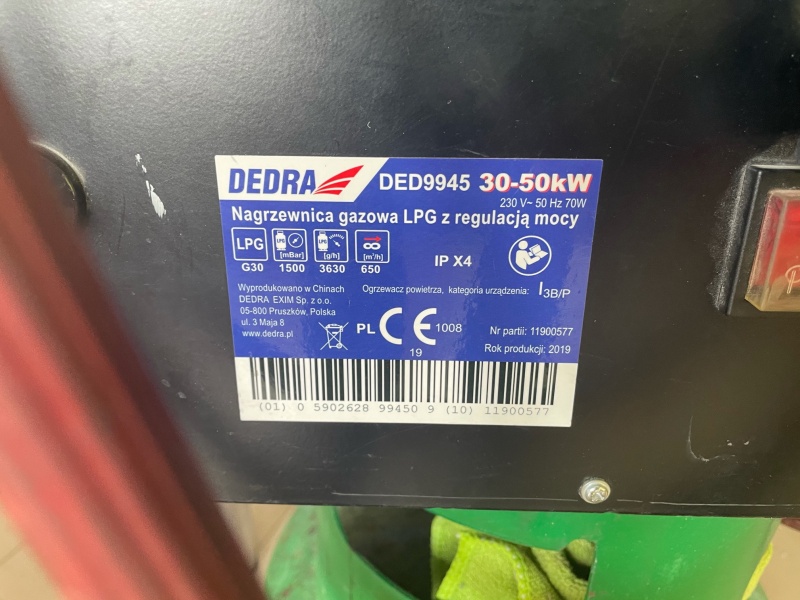 DEDRA DED9945 30-50kW
230 V~ 50 Hz 70W
Nagrzewnica gazowa LPG z regulacją mocy
LPG LPG [mBar] LPG [g/h] [m³/h]
G30 1500 3630 650
IP X4
Wyprodukowano w Chinach
DEDRA EXIM Sp. z o.o.
05-800 Pruszków, Polska
ul. 3 Maja 8
www.dedra.pl
Ogrzewacz powietrza, kategoria urządzenia: I3B/P
PL CE 1008
19
Nr partii: 11900577
Rok produkcji: 2019
(01) 0 5902628 99450 9 (10) 11900577